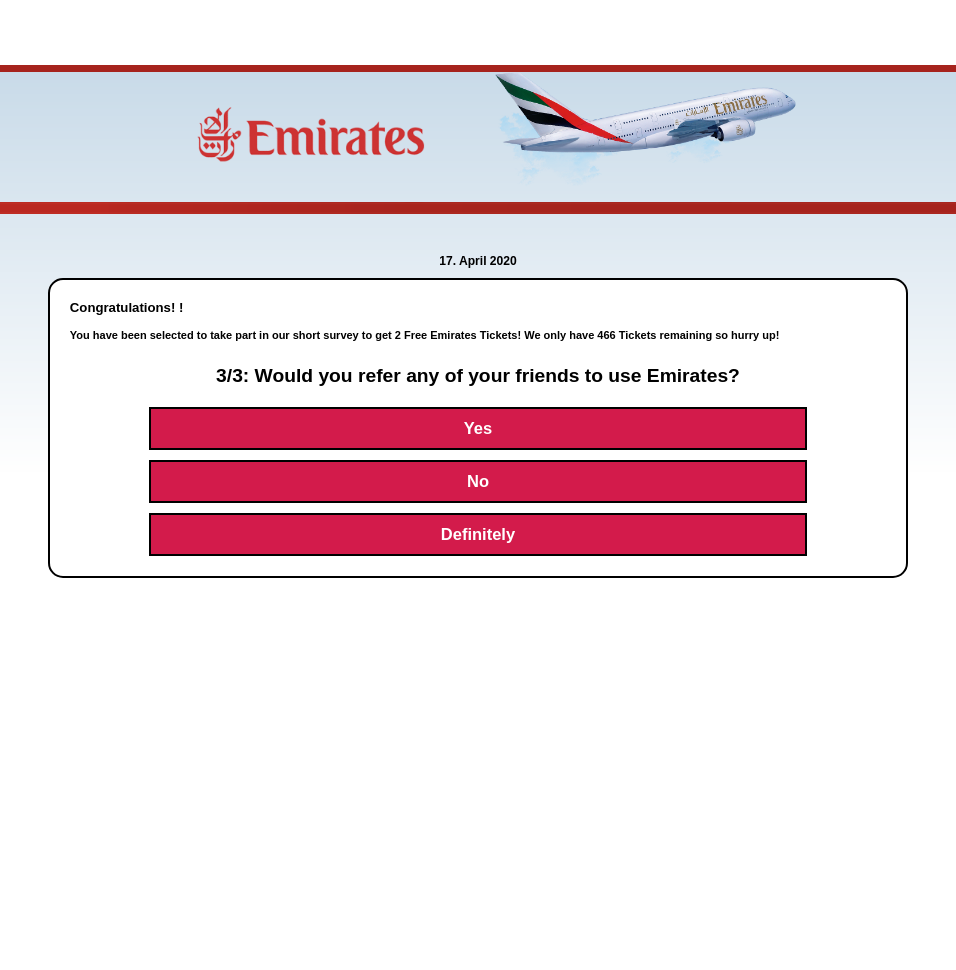 Emirates
Emirates
17. April 2020
Congratulations! !
You have been selected to take part in our short survey to get 2 Free Emirates Tickets! We only have 466 Tickets remaining so hurry up!
3/3: Would you refer any of your friends to use Emirates?
Yes
No
Definitely